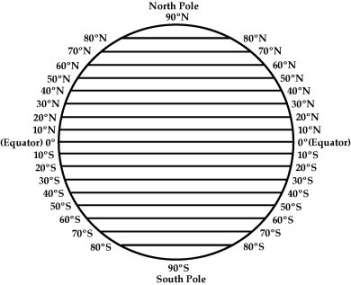 North Pole
90°N
80°N 80°N
70°N 70°N
60°N 60°N
50°N 50°N
40°N 40°N
30°N 30°N
20°N 20°N
10°N 10°N
(Equator) 0° 0°(Equator)
10°S 10°S
20°S 20°S
30°S 30°S
40°S 40°S
50°S 50°S
60°S 60°S
70°S 70°S
80°S 80°S
90°S
South Pole